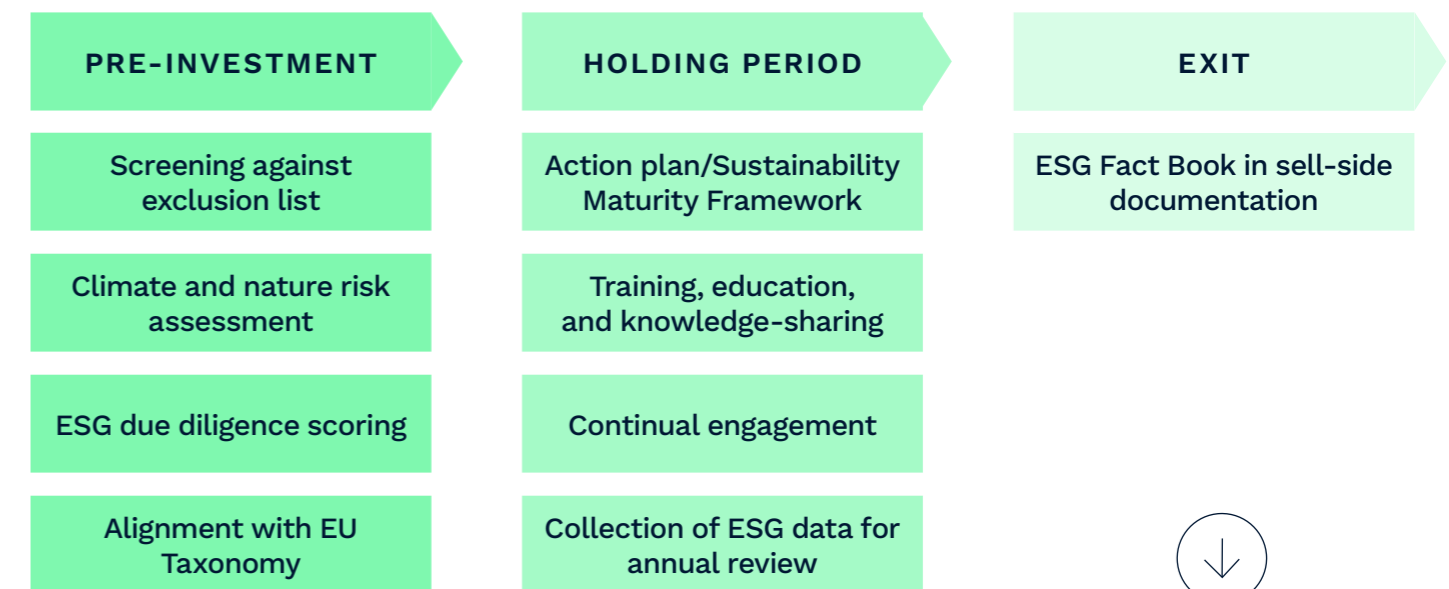 PRE-INVESTMENT
Screening against
exclusion list
Climate and nature risk
assessment
ESG due diligence scoring
Alignment with EU
Taxonomy
HOLDING PERIOD
Action plan/Sustainability
Maturity Framework
Training, education,
and knowledge-sharing
Continual engagement
Collection of ESG data for
annual review
EXIT
ESG Fact Book in sell-side
documentation